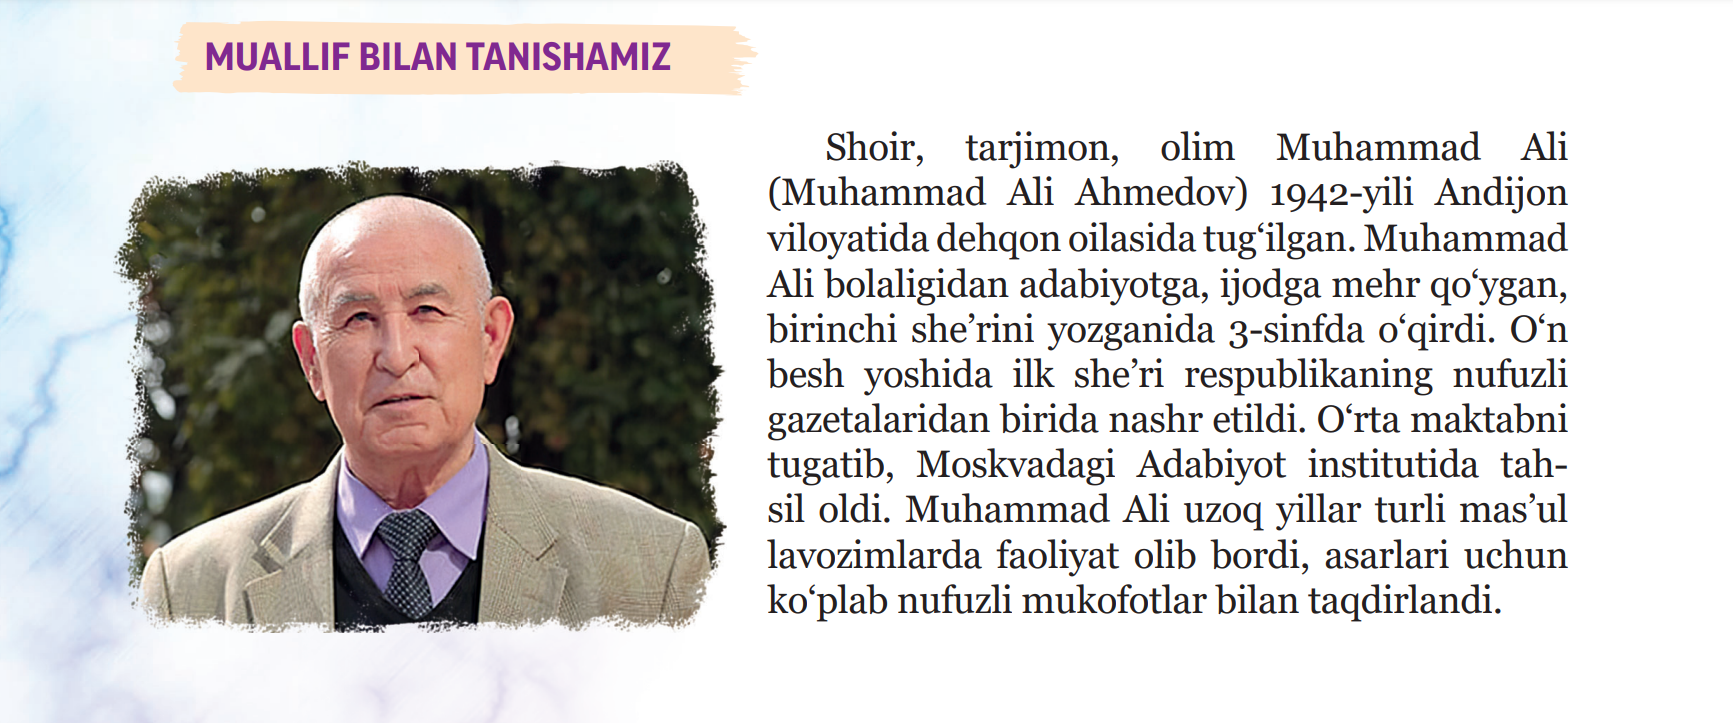 MUALLIF BILAN TANISHAMIZ
Shoir, tarjimon, olim Muhammad Ali
(Muhammad Ali Ahmedov) 1942-yili Andijon
viloyatida dehqon oilasida tug‘ilgan. Muhammad
Ali bolaligidan adabiyotga, ijodga mehr qo‘ygan,
birinchi she’rini yozganida 3-sinfda o‘qirdi. O‘n
besh yoshida ilk she’ri respublikaning nufuzli
gazetalaridan birida nashr etildi. O‘rta maktabni
tugatib, Moskvadagi Adabiyot institutida tah-
sil oldi. Muhammad Ali uzoq yillar turli mas’ul
lavozimlarda faoliyat olib bordi, asarlari uchun
ko‘plab nufuzli mukofotlar bilan taqdirlandi.